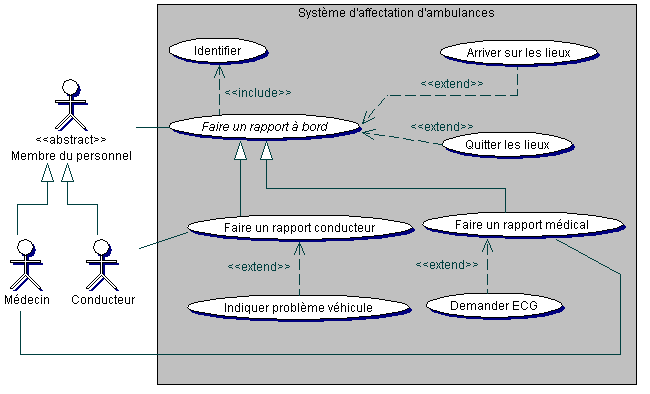 Système d'affectation d'ambulances
Identifier
Arriver sur les lieux
<<extend>>
<<include>>
Faire un rapport à bord
<<extend>>
Quitter les lieux
<<abstract>>
Membre du personnel
Faire un rapport conducteur
Faire un rapport médical
<<extend>>
<<extend>>
Médecin
Conducteur
Indiquer problème véhicule
Demander ECG